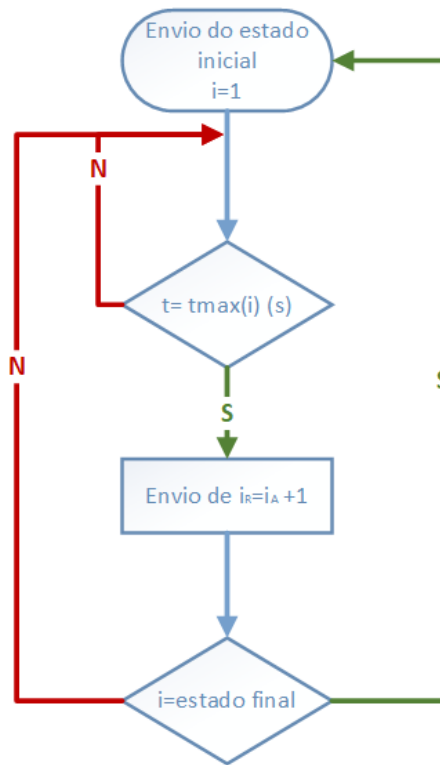 Envio do estado
inicial
i=1
N
t= tmax(i) (s)
N
S
S
Envio de iR=iA +1
i=estado final